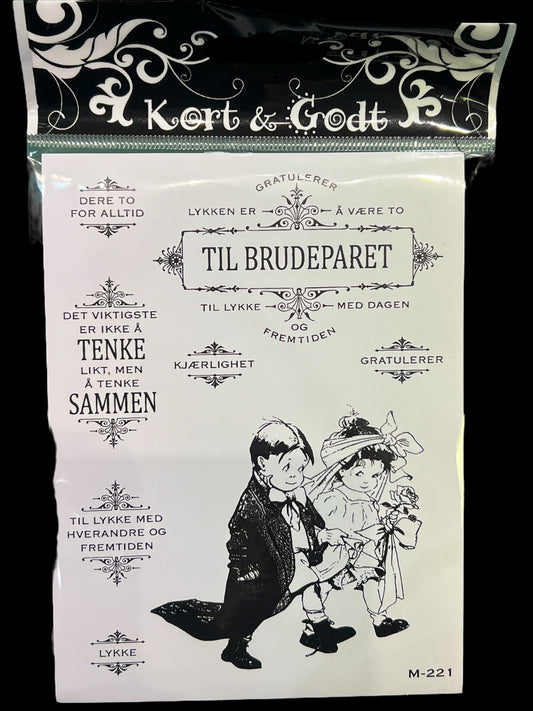 Kort & Godt
DERE TO
FOR ALLTID
GRATULERER
LYKKEN ER Å VÆRE TO
TIL BRUDEPARET
TIL LYKKE MED DAGEN
OG
FREMTIDEN
DET VIKTIGSTE
ER IKKE Å
TENKE
LIKT, MEN
Å TENKE
SAMMEN
KJÆRLIGHET
GRATULERER
TIL LYKKE MED
HVERANDRE OG
FREMTIDEN
LYKKE
M-221